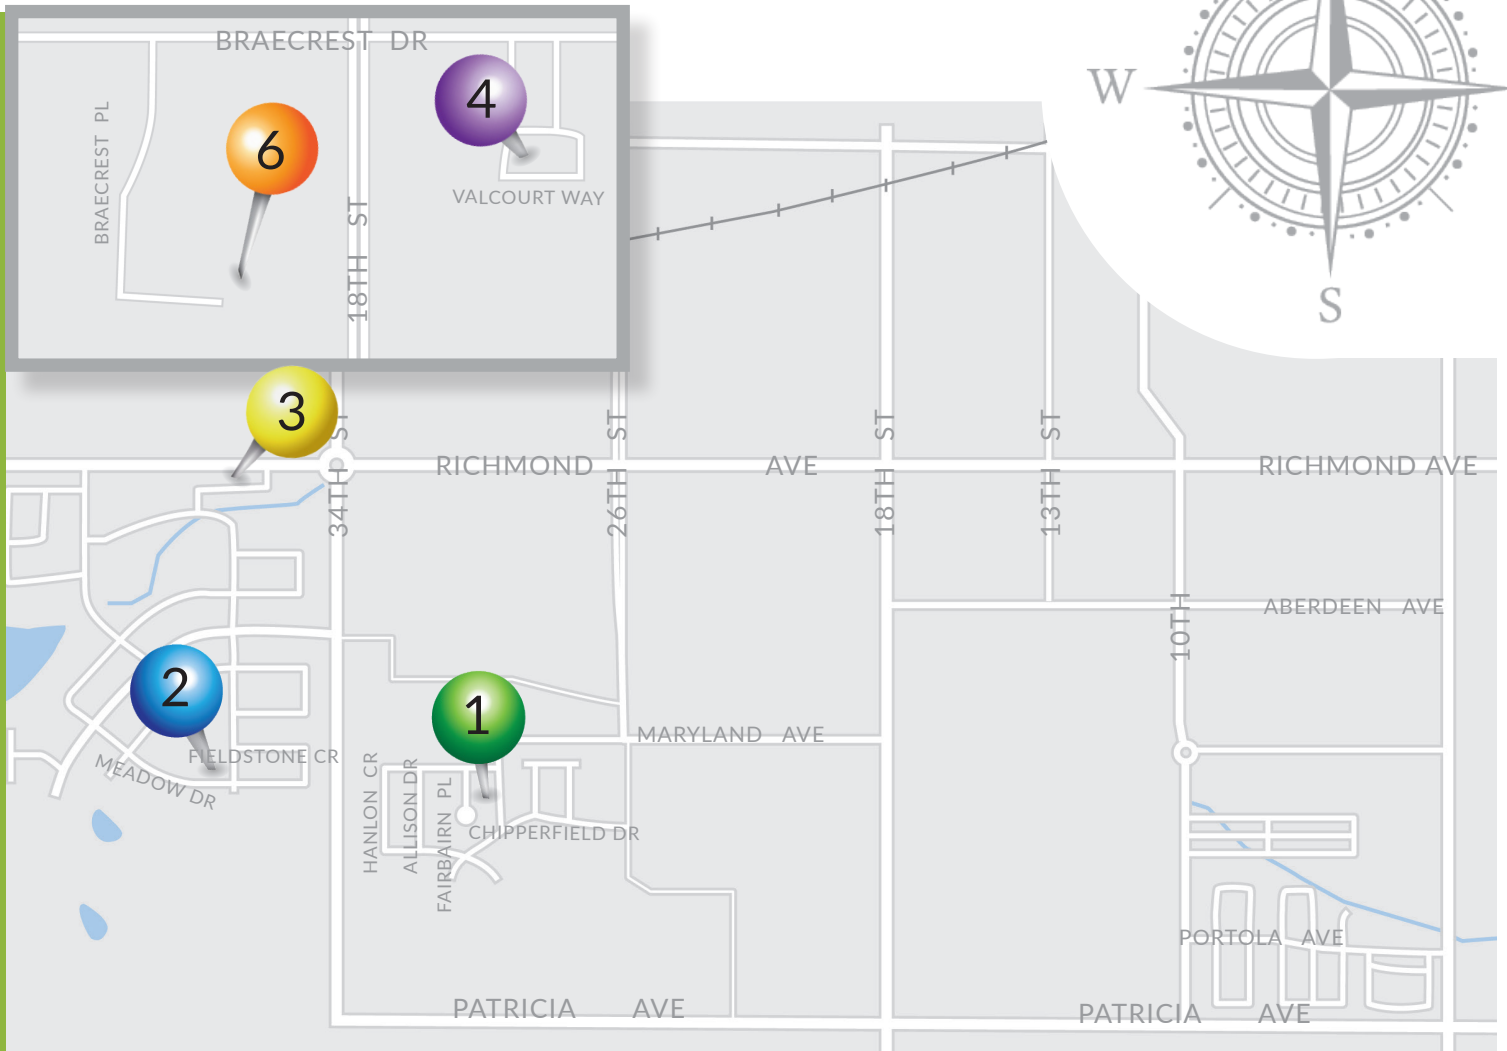 BRAECREST DR
4
6
BRAECREST PL
VALCOURT WAY
18TH ST
W
S
3
34TH ST
26TH ST
18TH ST
13TH ST
RICHMOND AVE
RICHMOND AVE
10TH
ABERDEEN AVE
2
1
FIELDSTONE CR
MEADOW DR
MARYLAND AVE
HANLON CR
ALLISON DR
FAIRBAIRN PL
CHIPPERFIELD DR
PORTOLA AVE
PATRICIA AVE
PATRICIA AVE